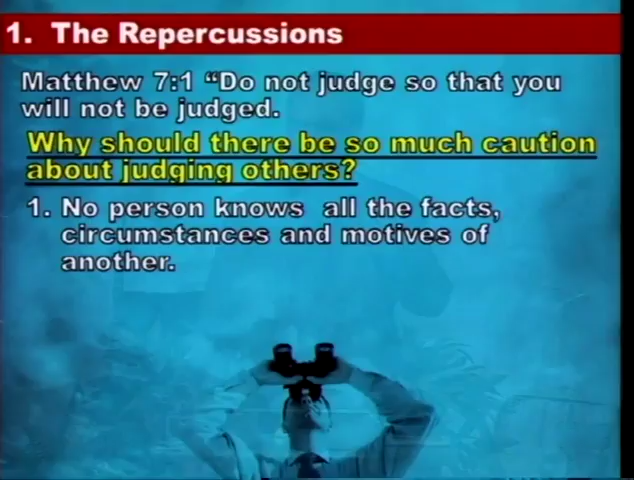 1. The Repercussions
Matthew 7:1 “Do not judge so that you
will not be judged.
Why should there be so much caution
about judging others?
1. No person knows all the facts,
circumstances and motives of
another.